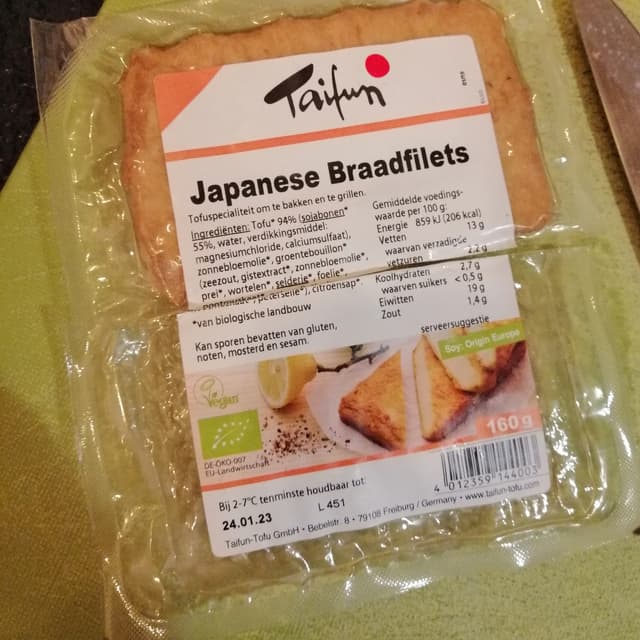 Taifun
Japanese Braadfilets
Tofuspecialiteit om te bakken en te grillen.
Ingrediënten: Tofu* 94% (sojabonen*
55%, water, verdikkingsmiddel:
magnesiumchloride, calciumsulfaat),
zonnebloemolie*, groentebouillon*
(zeezout, gistextract*, zonnebloemolie*,
prei*, wortelen*, selderie*, foelie*,
peterselie*), citroensap*.
*van biologische landbouw
Kan sporen bevatten van gluten,
noten, mosterd en sesam.
Gemiddelde voedings-
waarde per 100 g:
Energie 859 kJ (206 kcal)
Vetten 13 g
waarvan verzadigde
vetzuren 2,2 g
Koolhydraten 2,7 g
waarvan suikers < 0,5 g
Eiwitten 19 g
Zout 1,4 g
serveersuggestie
Soy: Origin Europe
Vegan
160 g
DE-ÖKO-007
EU-Landwirtschaft
4 012359 144003
Bij 2-7°C tenminste houdbaar tot:
24.01.23 L 451
Taifun-Tofu GmbH • Bebelstr. 8 • 79108 Freiburg / Germany • www.taifun-tofu.com